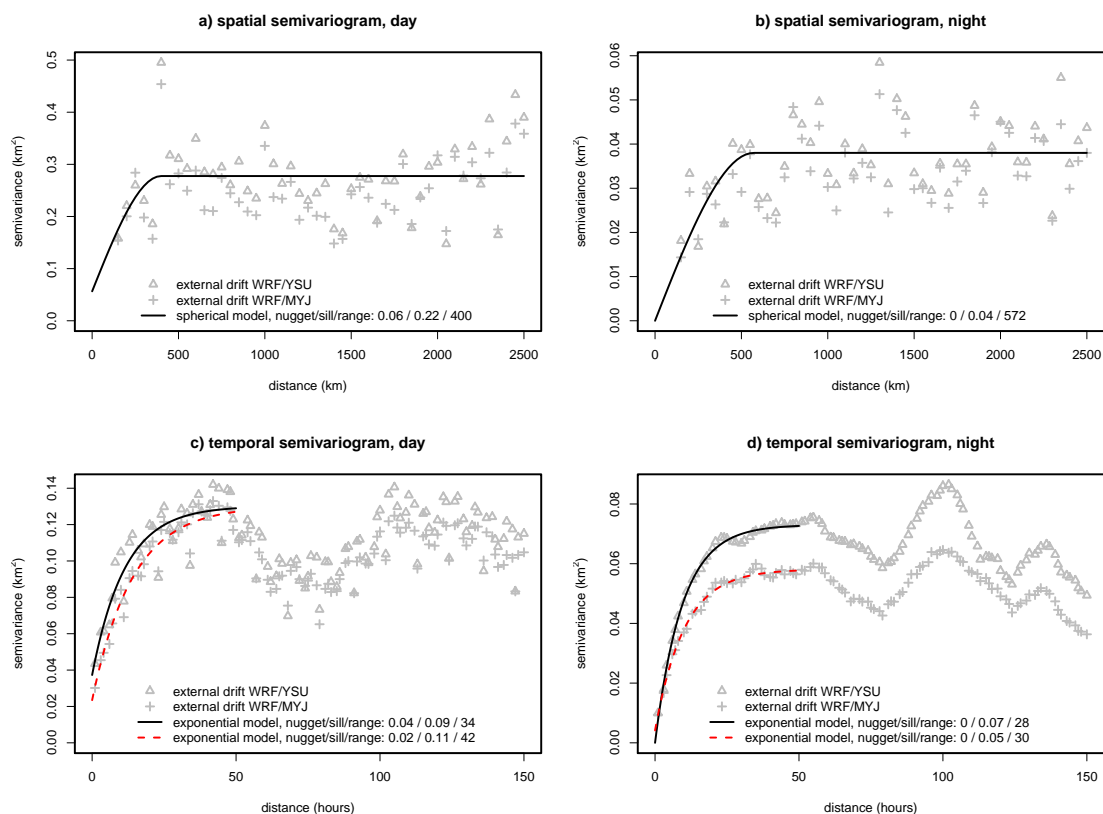 a) spatial semivariogram, day
semivariance (km²)
0.0 0.1 0.2 0.3 0.4 0.5
external drift WRF/YSU
external drift WRF/MYJ
spherical model, nugget/sill/range: 0.06 / 0.22 / 400
0 500 1000 1500 2000 2500
distance (km)
b) spatial semivariogram, night
semivariance (km²)
0.00 0.01 0.02 0.03 0.04 0.05 0.06
external drift WRF/YSU
external drift WRF/MYJ
spherical model, nugget/sill/range: 0 / 0.04 / 572
0 500 1000 1500 2000 2500
distance (km)
c) temporal semivariogram, day
semivariance (km²)
0.00 0.02 0.04 0.06 0.08 0.10 0.12 0.14
external drift WRF/YSU
external drift WRF/MYJ
exponential model, nugget/sill/range: 0.04 / 0.09 / 34
exponential model, nugget/sill/range: 0.02 / 0.11 / 42
0 50 100 150
distance (hours)
d) temporal semivariogram, night
semivariance (km²)
0.00 0.02 0.04 0.06 0.08
external drift WRF/YSU
external drift WRF/MYJ
exponential model, nugget/sill/range: 0 / 0.07 / 28
exponential model, nugget/sill/range: 0 / 0.05 / 30
0 50 100 150
distance (hours)